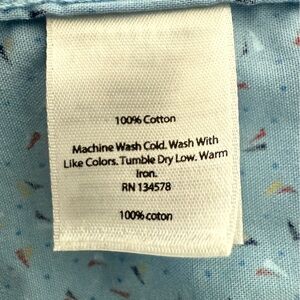 100% Cotton
Machine Wash Cold. Wash With
Like Colors. Tumble Dry Low. Warm
Iron.
RN 134578
100% coton